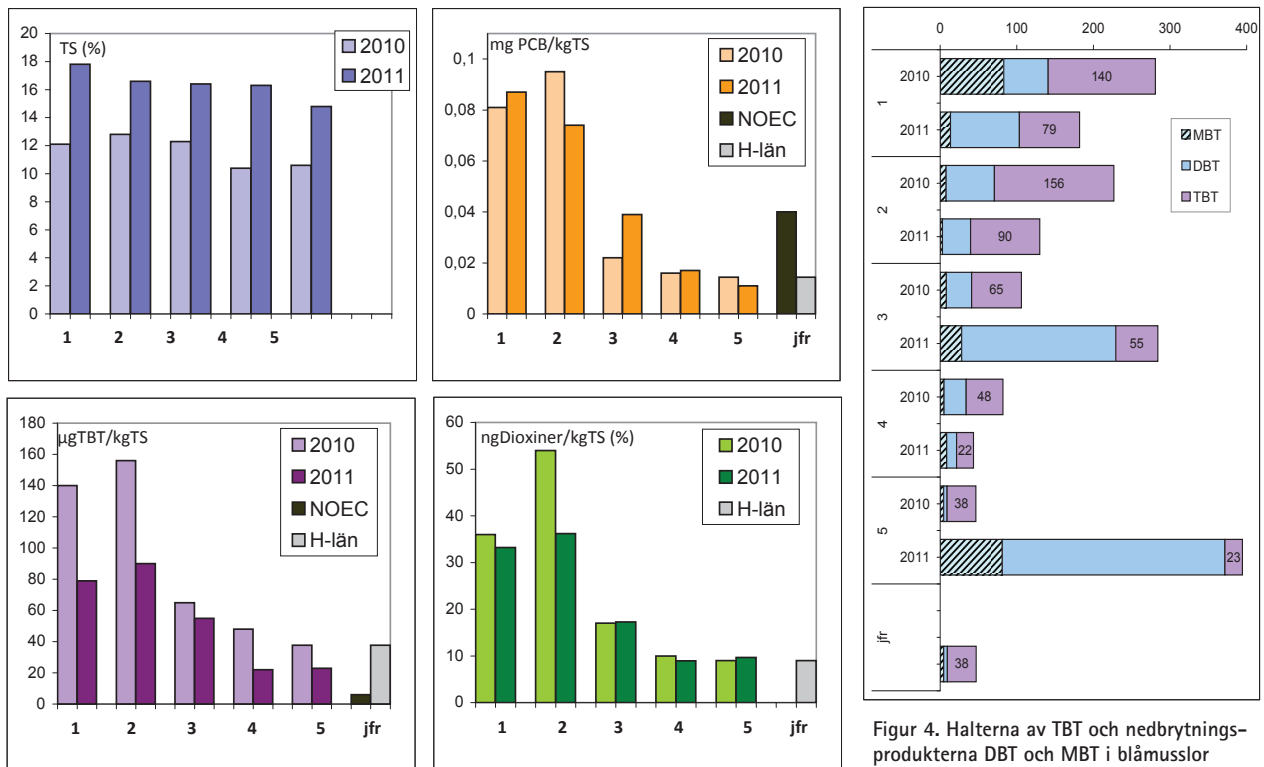 TS (%)
20
18
16
14
12
10
8
6
4
2
0
1 2 3 4 5
2010
2011
mg PCB/kgTS
0,1
0,08
0,06
0,04
0,02
0
1 2 3 4 5 jfr
2010
2011
NOEC
H-län
0 100 200 300 400
1
2010 140
2011 79
2
2010 156
2011 90
3
2010 65
2011 55
4
2010 48
2011 22
5
2010 38
2011 23
jfr
38
MBT
DBT
TBT
µgTBT/kgTS
180
160
140
120
100
80
60
40
20
0
1 2 3 4 5 jfr
2010
2011
NOEC
H-län
ngDioxiner/kgTS (%)
60
50
40
30
20
10
0
1 2 3 4 5 jfr
2010
2011
H-län
Figur 4. Halterna av TBT och nedbrytnings-
produkterna DBT och MBT i blåmusslor